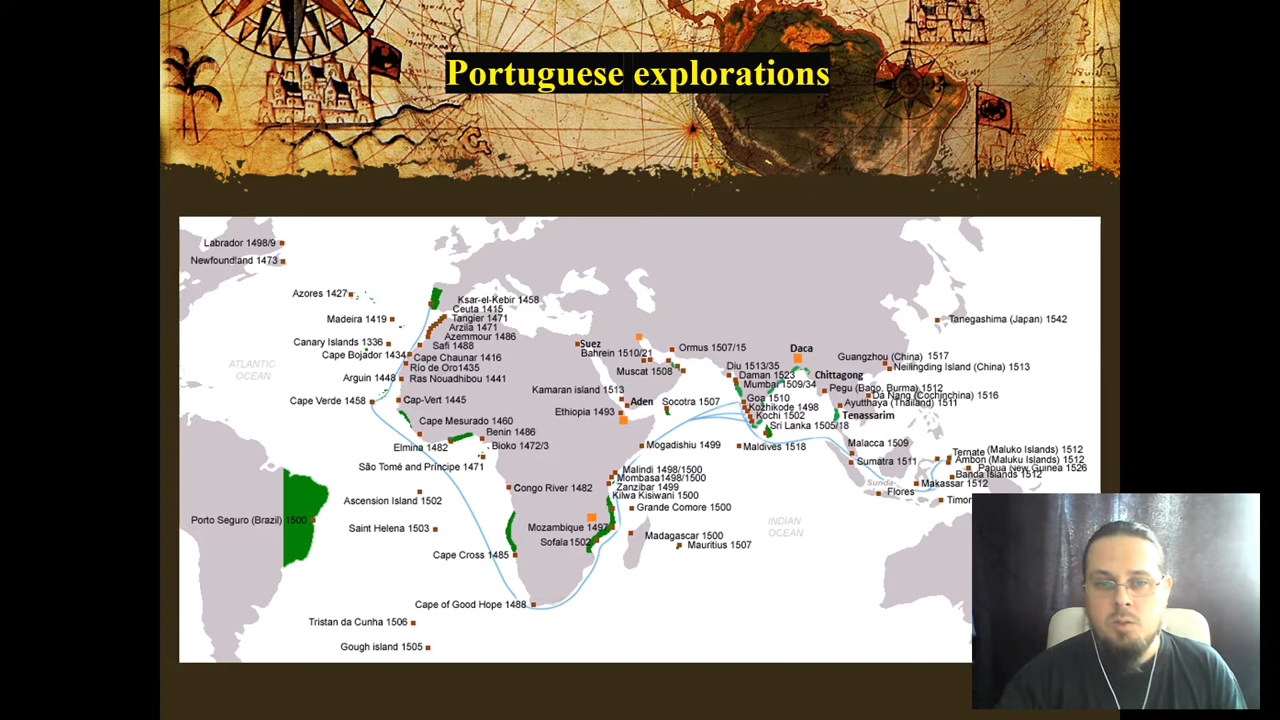 Portuguese explorations
Labrador 1498/9
Newfoundland 1473
Azores 1427
Madeira 1419
Canary Islands 1336
Cape Bojador 1434
ATLANTIC
OCEAN
Arguin 1448
Cape Verde 1458
Ksar-el-Kebir 1458
Ceuta 1415
Tangier 1471
Arzila 1471
Azemmour 1486
Safi 1488
Cape Chaunar 1416
Río de Oro1435
Ras Nouadhibou 1441
Cap-Vert 1445
Cape Mesurado 1460
Benin 1486
Elmina 1482
Bioko 1472/3
São Tomé and Príncipe 1471
Congo River 1482
Ascension Island 1502
Porto Seguro (Brazil) 1500
Saint Helena 1503
Cape Cross 1485
Cape of Good Hope 1488
Tristan da Cunha 1506
Gough island 1505
Suez
Bahrein 1510/21
Ormus 1507/15
Muscat 1508
Kamaran island 1513
Aden
Ethiopia 1493
Socotra 1507
Mogadishu 1499
Malindi 1498/1500
Mombasa1498/1500
Zanzibar 1499
Kilwa Kisiwani 1500
Grande Comore 1500
Mozambique 1497
Sofala1502
Madagascar 1500
Mauritius 1507
INDIAN
OCEAN
Diu 1513/35
Daman 1523
Mumbai 1509/34
Goa 1510
Kozhikode 1498
Kochi 1502
Sri Lanka 1505/18
Maldives 1518
Daca
Chittagong
Tenassarim
Tanegashima (Japan) 1542
Guangzhou (China) 1517
Neilingding Island (China) 1513
Pegu (Bago, Burma) 1512
Da Nang (Cochinchina) 1516
Ayutthaya (Thailand) 1511
Malacca 1509
Sumatra 1511
Sunda
Ternate (Maluko Islands) 1512
Ambon (Maluku Islands) 1512
Papua New Guinea 1526
Banda Islands 1512
Makassar 1512
Flores
Timor